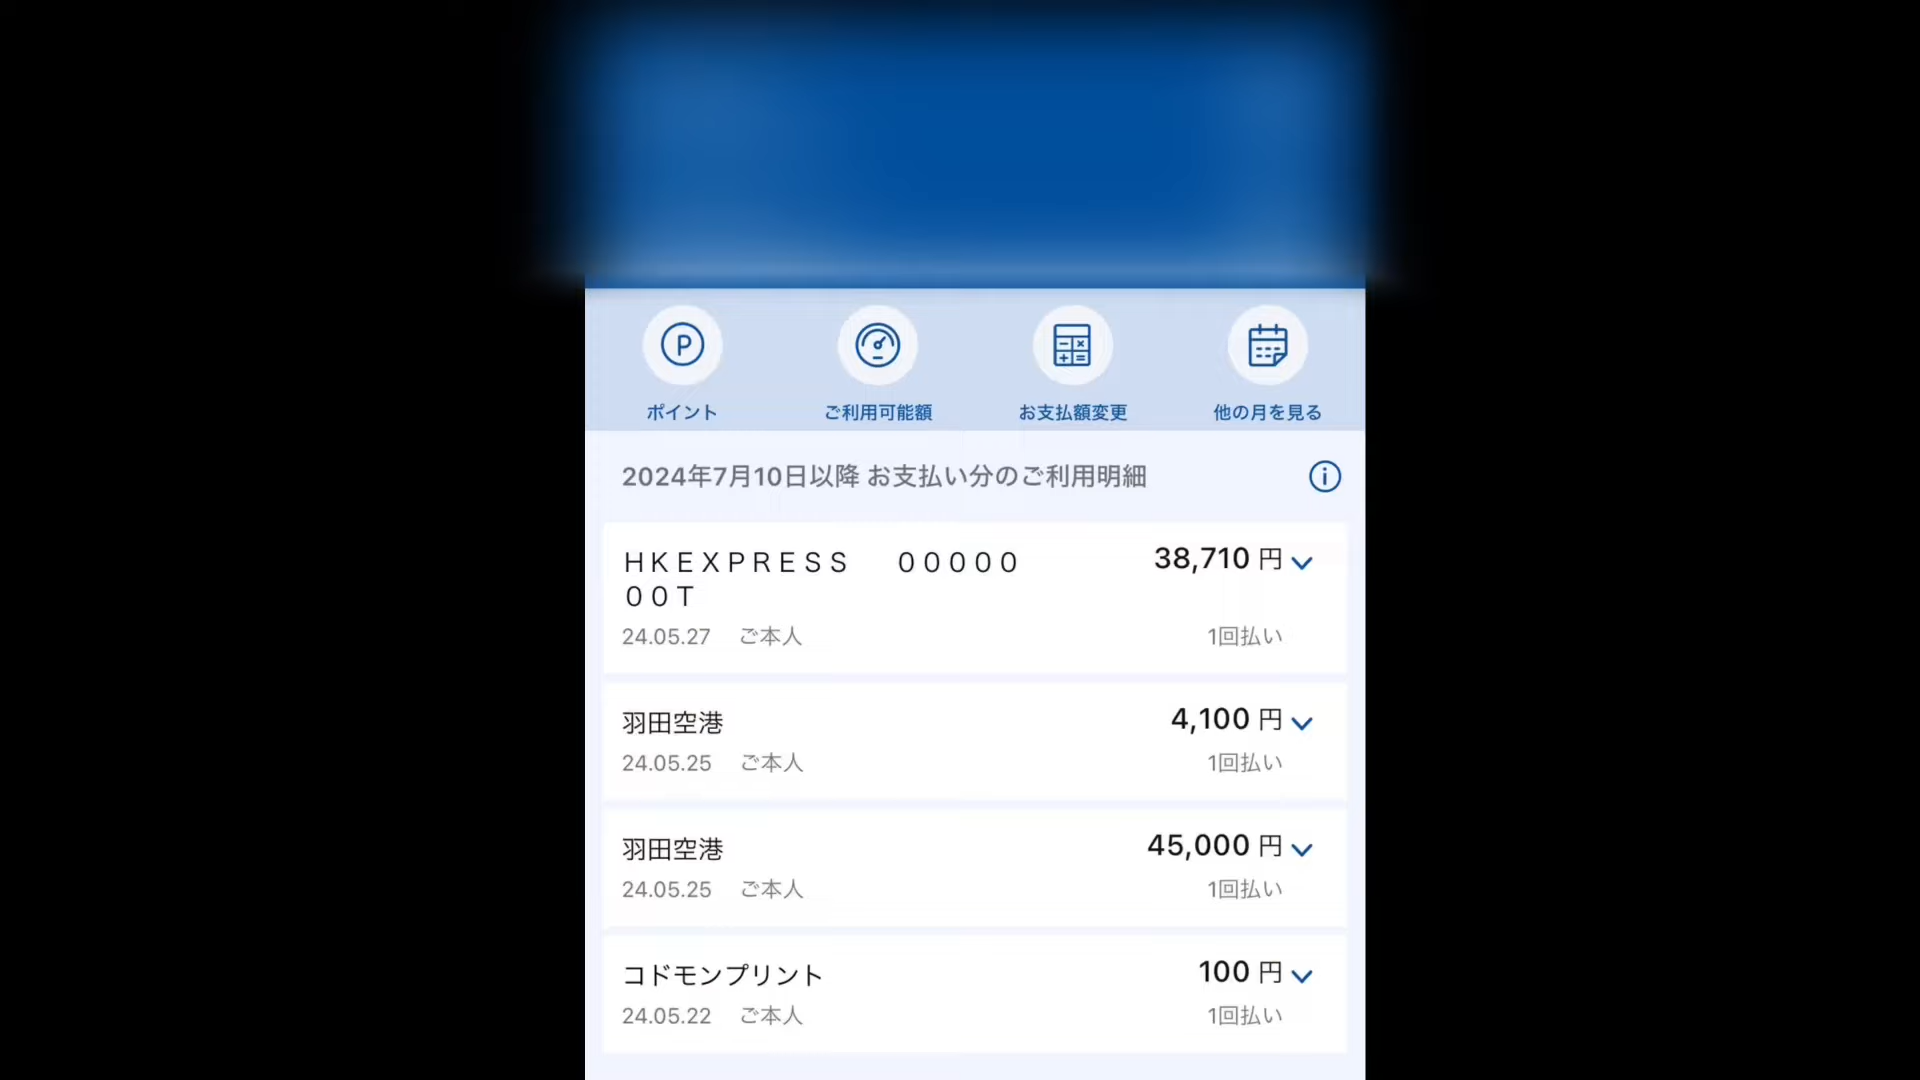 P
ポイント ご利用可能額 お支払額変更 他の月を見る
2024年7月10日以降 お支払い分のご利用明細
HKEXPRESS 00000 38,710 円
00T
24.05.27 ご本人 1回払い
羽田空港 4,100 円
24.05.25 ご本人 1回払い
羽田空港 45,000 円
24.05.25 ご本人 1回払い
コドモンプリント 100 円
24.05.22 ご本人 1回払い